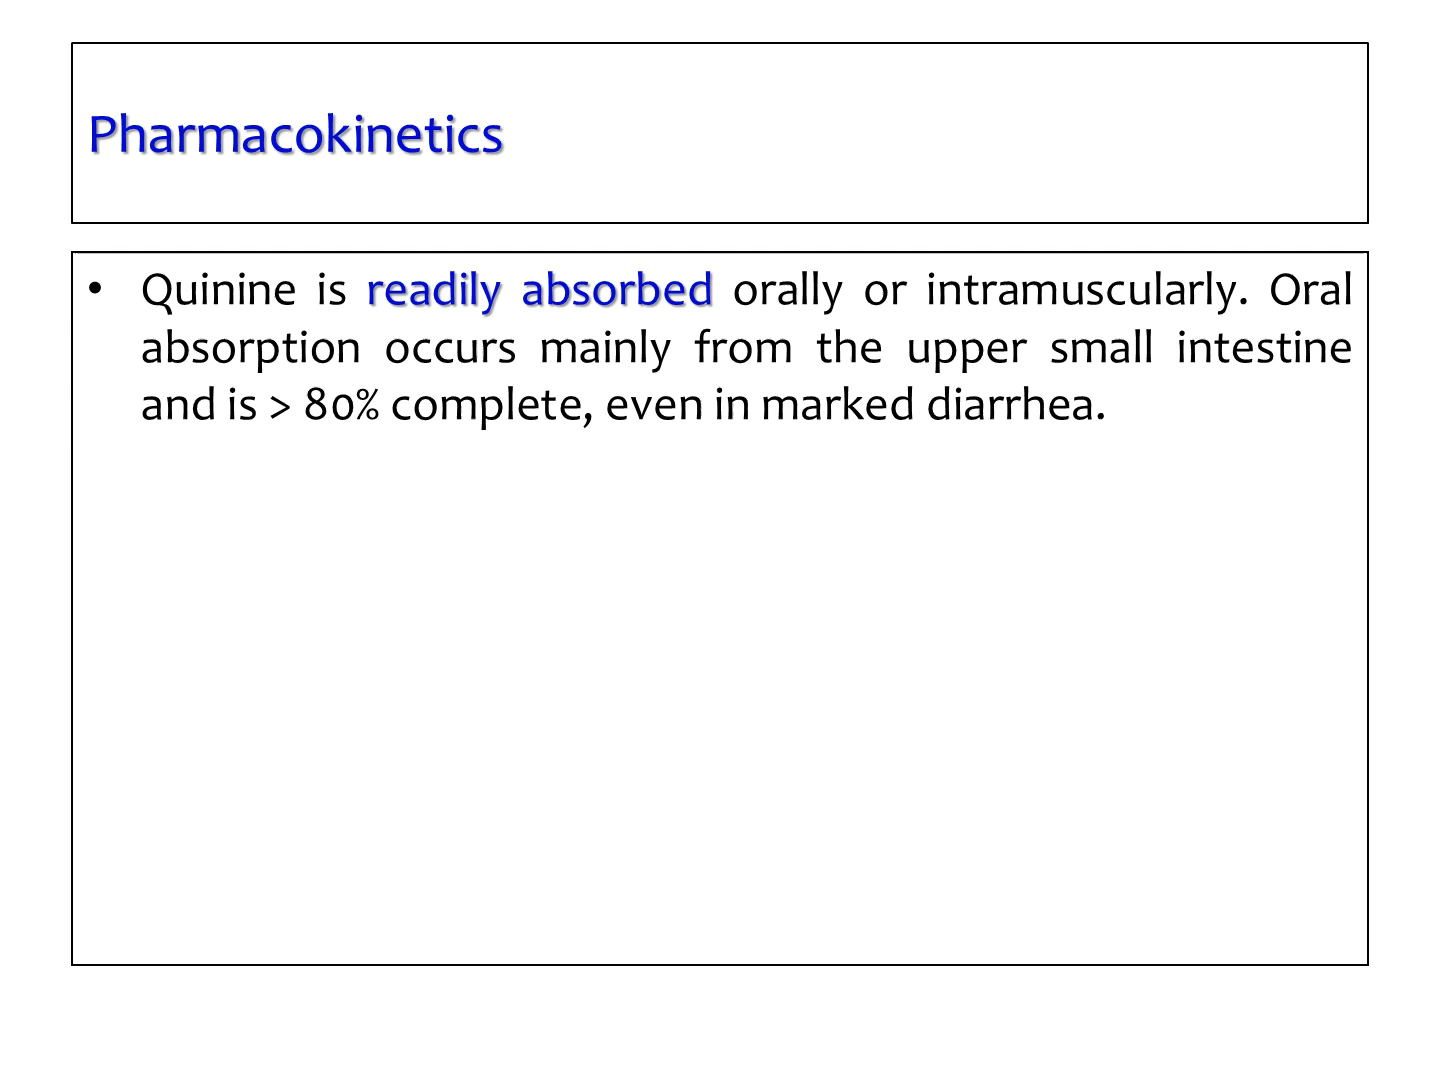 Pharmacokinetics
• Quinine is readily absorbed orally or intramuscularly. Oral
absorption occurs mainly from the upper small intestine
and is > 80% complete, even in marked diarrhea.